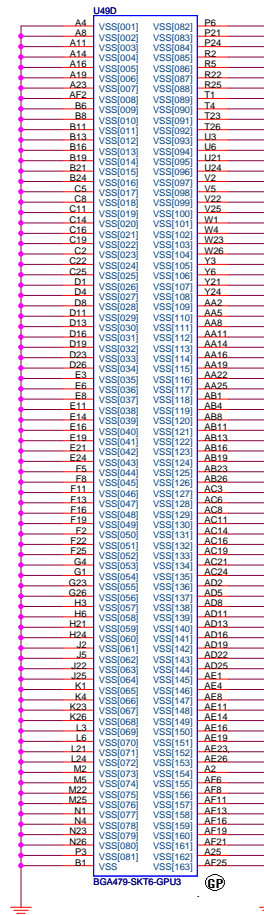 U49D
A4 VSS[001] VSS[082] P6
A8 VSS[002] VSS[083] P21
A11 VSS[003] VSS[084] P24
A14 VSS[004] VSS[085] R2
A16 VSS[005] VSS[086] R5
A19 VSS[006] VSS[087] R22
A23 VSS[007] VSS[088] R25
AF2 VSS[008] VSS[089] T1
B6 VSS[009] VSS[090] T4
B8 VSS[010] VSS[091] T23
B11 VSS[011] VSS[092] T26
B13 VSS[012] VSS[093] U3
B16 VSS[013] VSS[094] U6
B19 VSS[014] VSS[095] U21
B21 VSS[015] VSS[096] U24
B24 VSS[016] VSS[097] V2
C5 VSS[017] VSS[098] V5
C8 VSS[018] VSS[099] V22
C11 VSS[019] VSS[100] V25
C14 VSS[020] VSS[101] W1
C16 VSS[021] VSS[102] W4
C19 VSS[022] VSS[103] W23
C2 VSS[023] VSS[104] W26
C22 VSS[024] VSS[105] Y3
C25 VSS[025] VSS[106] Y6
D1 VSS[026] VSS[107] Y21
D4 VSS[027] VSS[108] Y24
D8 VSS[028] VSS[109] AA2
D11 VSS[029] VSS[110] AA5
D13 VSS[030] VSS[111] AA8
D16 VSS[031] VSS[112] AA11
D19 VSS[032] VSS[113] AA14
D23 VSS[033] VSS[114] AA16
D26 VSS[034] VSS[115] AA19
E3 VSS[035] VSS[116] AA22
E6 VSS[036] VSS[117] AA25
E8 VSS[037] VSS[118] AB1
E11 VSS[038] VSS[119] AB4
E14 VSS[039] VSS[120] AB8
E16 VSS[040] VSS[121] AB11
E19 VSS[041] VSS[122] AB13
E21 VSS[042] VSS[123] AB16
E24 VSS[043] VSS[124] AB19
F5 VSS[044] VSS[125] AB23
F8 VSS[045] VSS[126] AB26
F11 VSS[046] VSS[127] AC3
F13 VSS[047] VSS[128] AC6
F16 VSS[048] VSS[129] AC8
F19 VSS[049] VSS[130] AC11
F2 VSS[050] VSS[131] AC14
F22 VSS[051] VSS[132] AC16
F25 VSS[052] VSS[133] AC19
G4 VSS[053] VSS[134] AC21
G1 VSS[054] VSS[135] AC24
G23 VSS[055] VSS[136] AD2
G26 VSS[056] VSS[137] AD5
H3 VSS[057] VSS[138] AD8
H6 VSS[058] VSS[139] AD11
H21 VSS[059] VSS[140] AD13
H24 VSS[060] VSS[141] AD16
J2 VSS[061] VSS[142] AD19
J5 VSS[062] VSS[143] AD22
J22 VSS[063] VSS[144] AD25
J25 VSS[064] VSS[145] AE1
K1 VSS[065] VSS[146] AE4
K4 VSS[066] VSS[147] AE8
K23 VSS[067] VSS[148] AE11
K26 VSS[068] VSS[149] AE14
L3 VSS[069] VSS[150] AE16
L6 VSS[070] VSS[151] AE19
L21 VSS[071] VSS[152] AE23
L24 VSS[072] VSS[153] AE26
M2 VSS[073] VSS[154] A2
M5 VSS[074] VSS[155] AF6
M22 VSS[075] VSS[156] AF8
M25 VSS[076] VSS[157] AF11
N1 VSS[077] VSS[158] AF13
N4 VSS[078] VSS[159] AF16
N23 VSS[079] VSS[160] AF19
N26 VSS[080] VSS[161] AF21
P3 VSS[081] VSS[162] A25
B1 VSS VSS[163] AF25
BGA479-SKT6-GPU3
GP